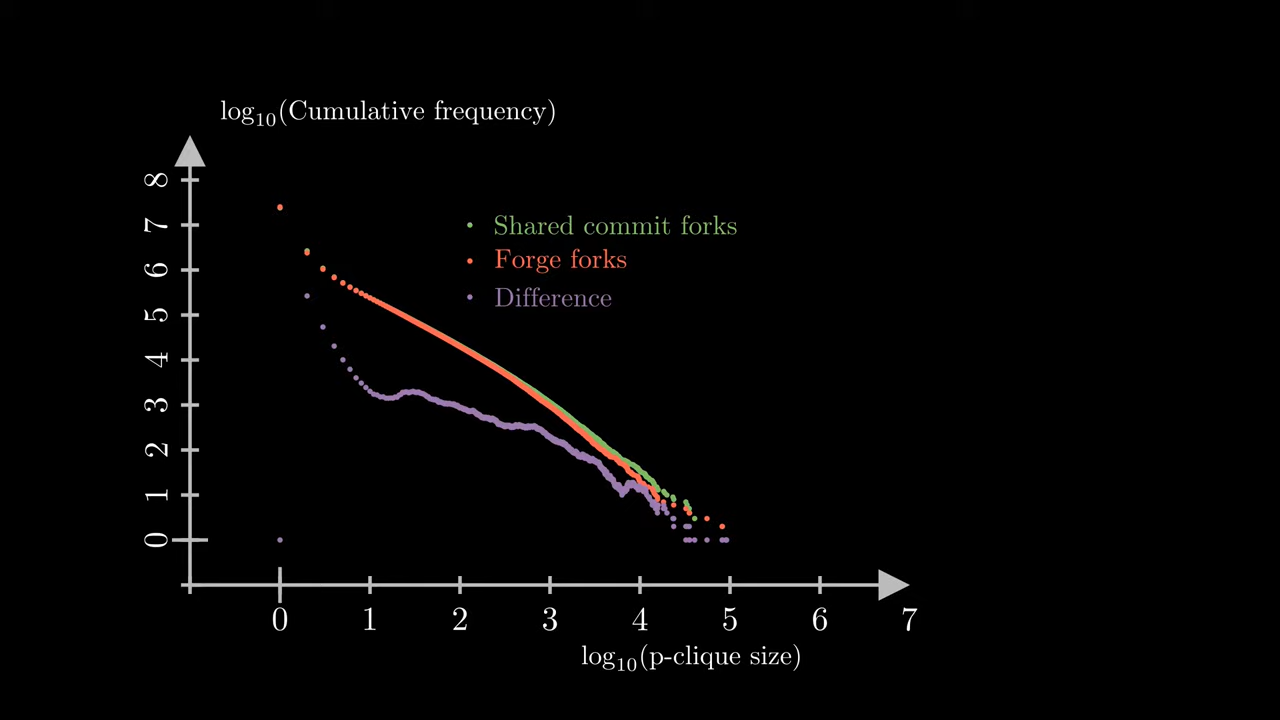 log10(Cumulative frequency)
8
7
6
5
4
3
2
1
0
Shared commit forks
Forge forks
Difference
0 1 2 3 4 5 6 7
log10(p-clique size)